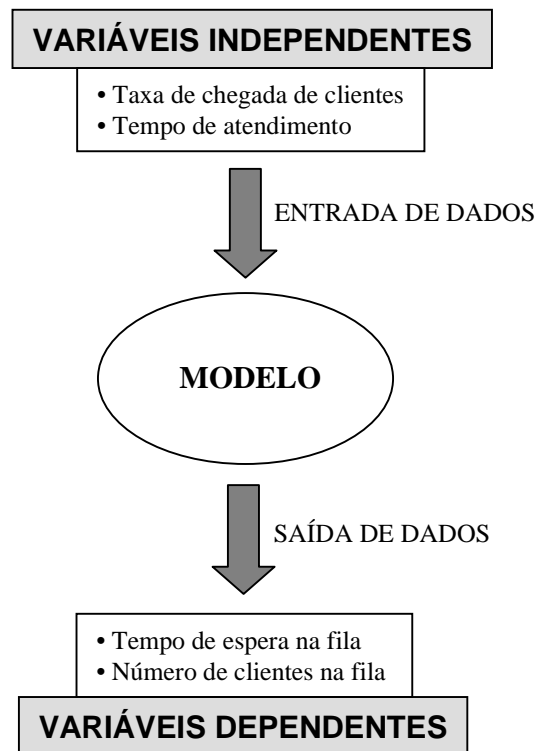 VARIÁVEIS INDEPENDENTES
• Taxa de chegada de clientes
• Tempo de atendimento
ENTRADA DE DADOS
MODELO
SAÍDA DE DADOS
• Tempo de espera na fila
• Número de clientes na fila
VARIÁVEIS DEPENDENTES